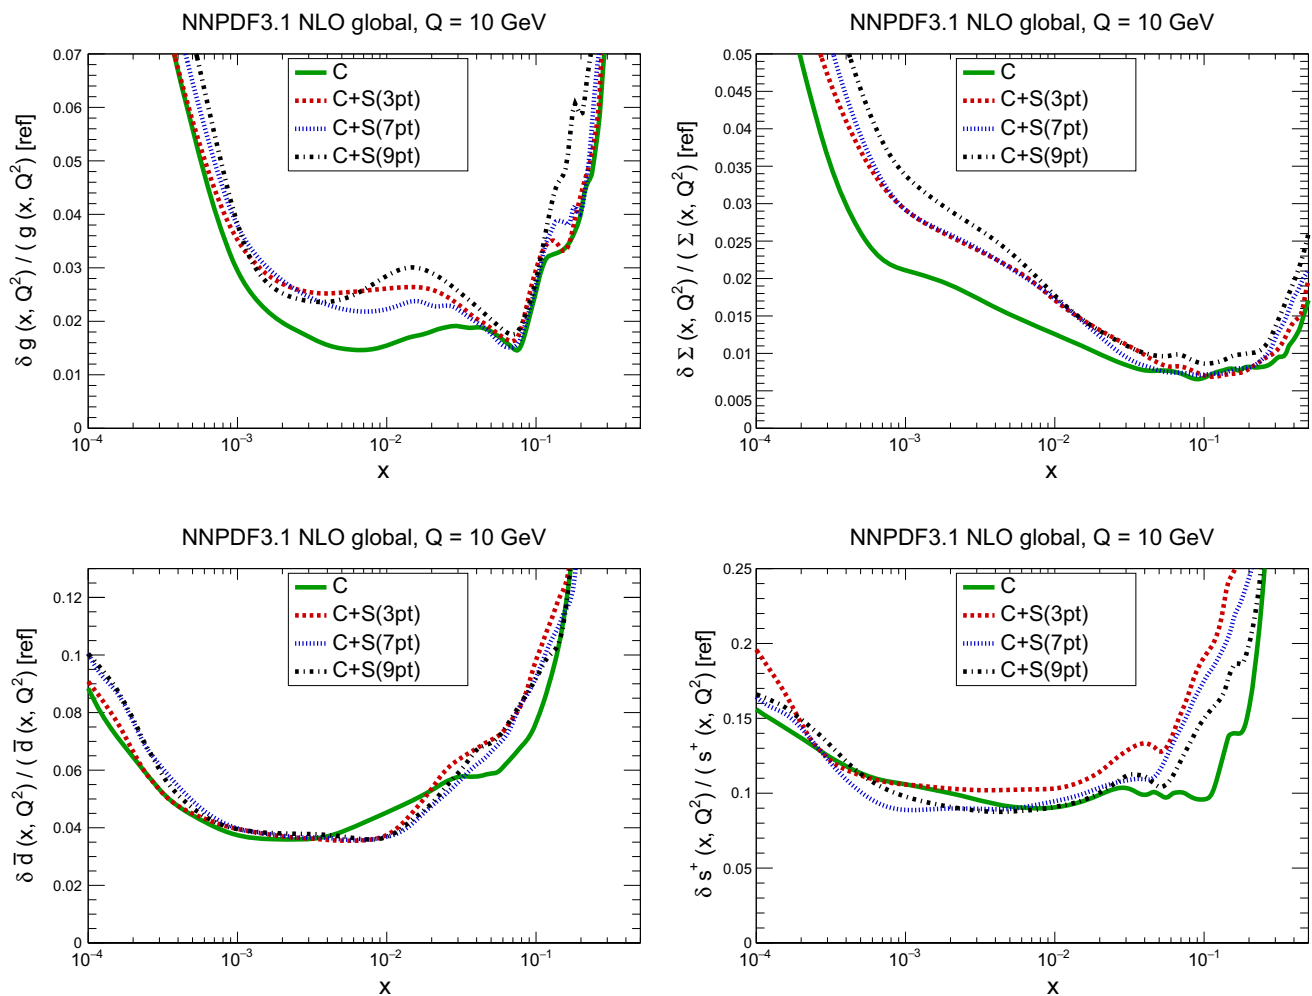 NNPDF3.1 NLO global, Q = 10 GeV
δ g (x, Q²) / ( g (x, Q²) ) [ref]
0.07
0.06
0.05
0.04
0.03
0.02
0.01
0
C
C+S(3pt)
C+S(7pt)
C+S(9pt)
10⁻⁴ 10⁻³ 10⁻² 10⁻¹
x
NNPDF3.1 NLO global, Q = 10 GeV
δ Σ (x, Q²) / ( Σ (x, Q²) ) [ref]
0.05
0.045
0.04
0.035
0.03
0.025
0.02
0.015
0.01
0.005
0
C
C+S(3pt)
C+S(7pt)
C+S(9pt)
10⁻⁴ 10⁻³ 10⁻² 10⁻¹
x
NNPDF3.1 NLO global, Q = 10 GeV
δ d̅ (x, Q²) / ( d̅ (x, Q²) ) [ref]
0.12
0.1
0.08
0.06
0.04
0.02
0
C
C+S(3pt)
C+S(7pt)
C+S(9pt)
10⁻⁴ 10⁻³ 10⁻² 10⁻¹
x
NNPDF3.1 NLO global, Q = 10 GeV
δ s⁺ (x, Q²) / ( s⁺ (x, Q²) ) [ref]
0.25
0.2
0.15
0.1
0.05
0
C
C+S(3pt)
C+S(7pt)
C+S(9pt)
10⁻⁴ 10⁻³ 10⁻² 10⁻¹
x